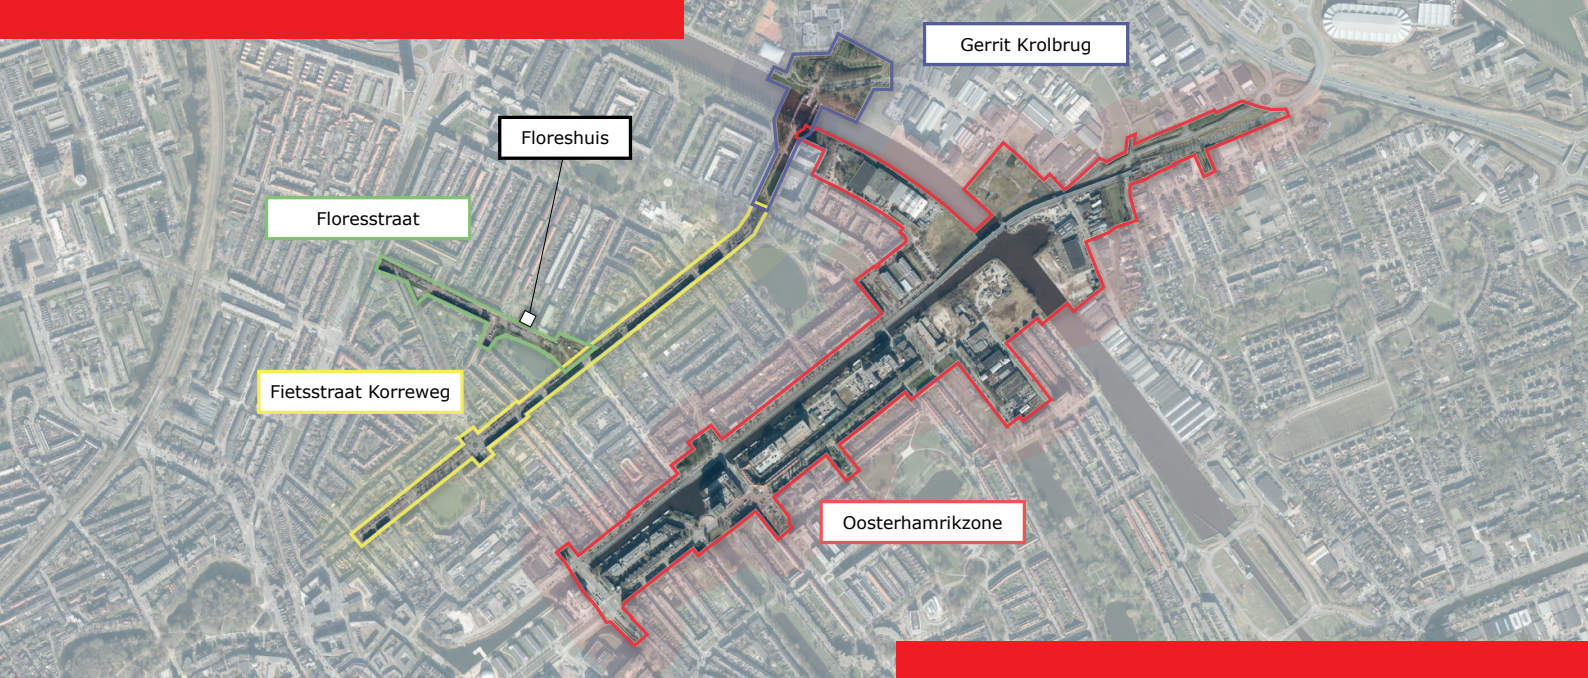 Gerrit Krolbrug
Floreshuis
Floresstraat
Fietsstraat Korreweg
Oosterhamrikzone